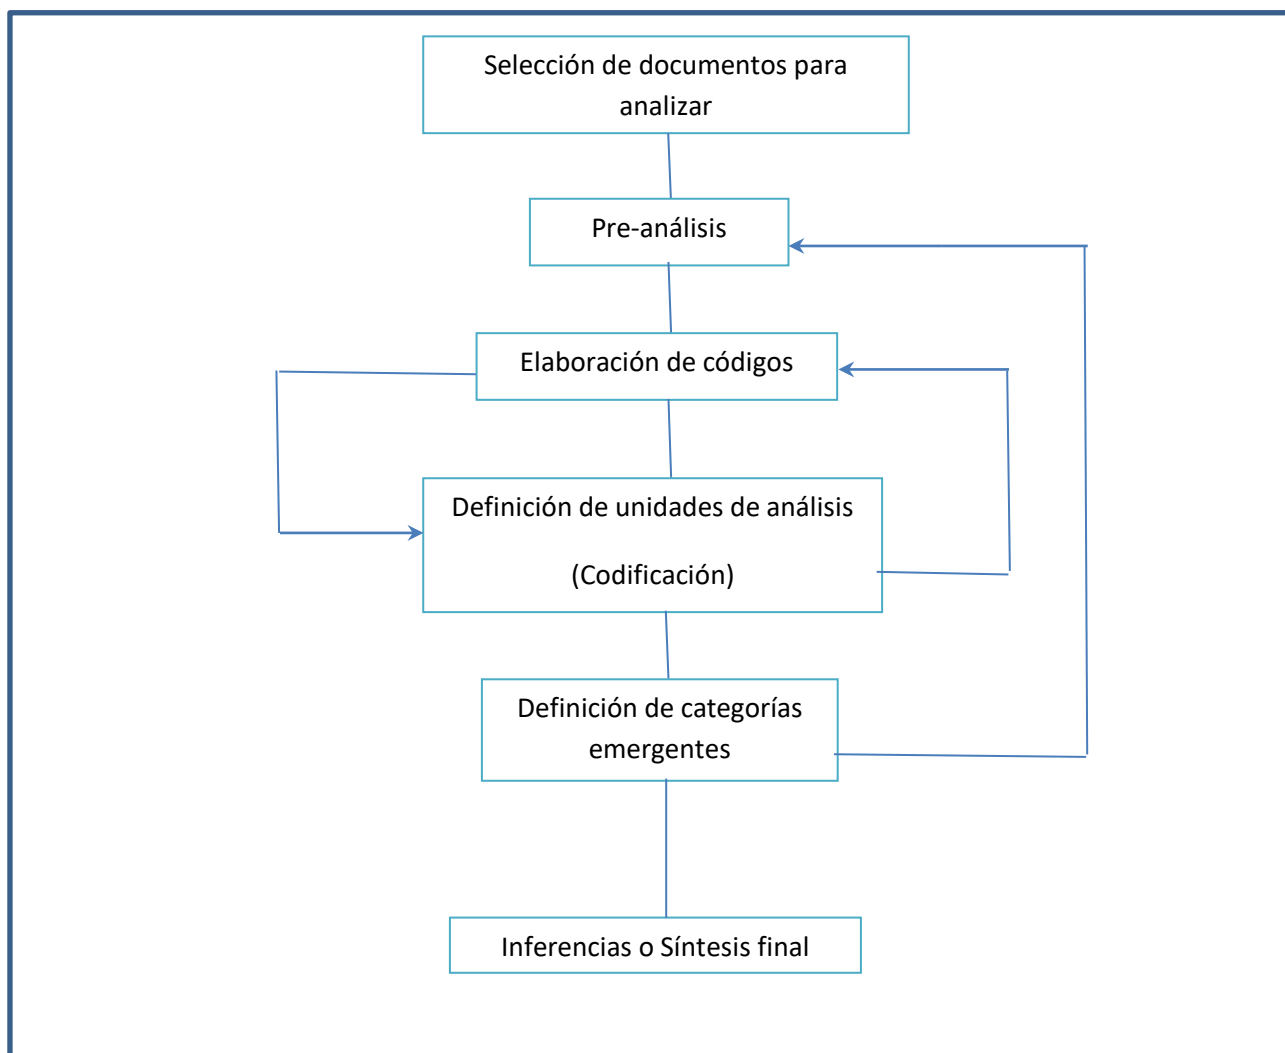 Selección de documentos para
analizar
Pre-análisis
Elaboración de códigos
Definición de unidades de análisis
(Codificación)
Definición de categorías
emergentes
Inferencias o Síntesis final